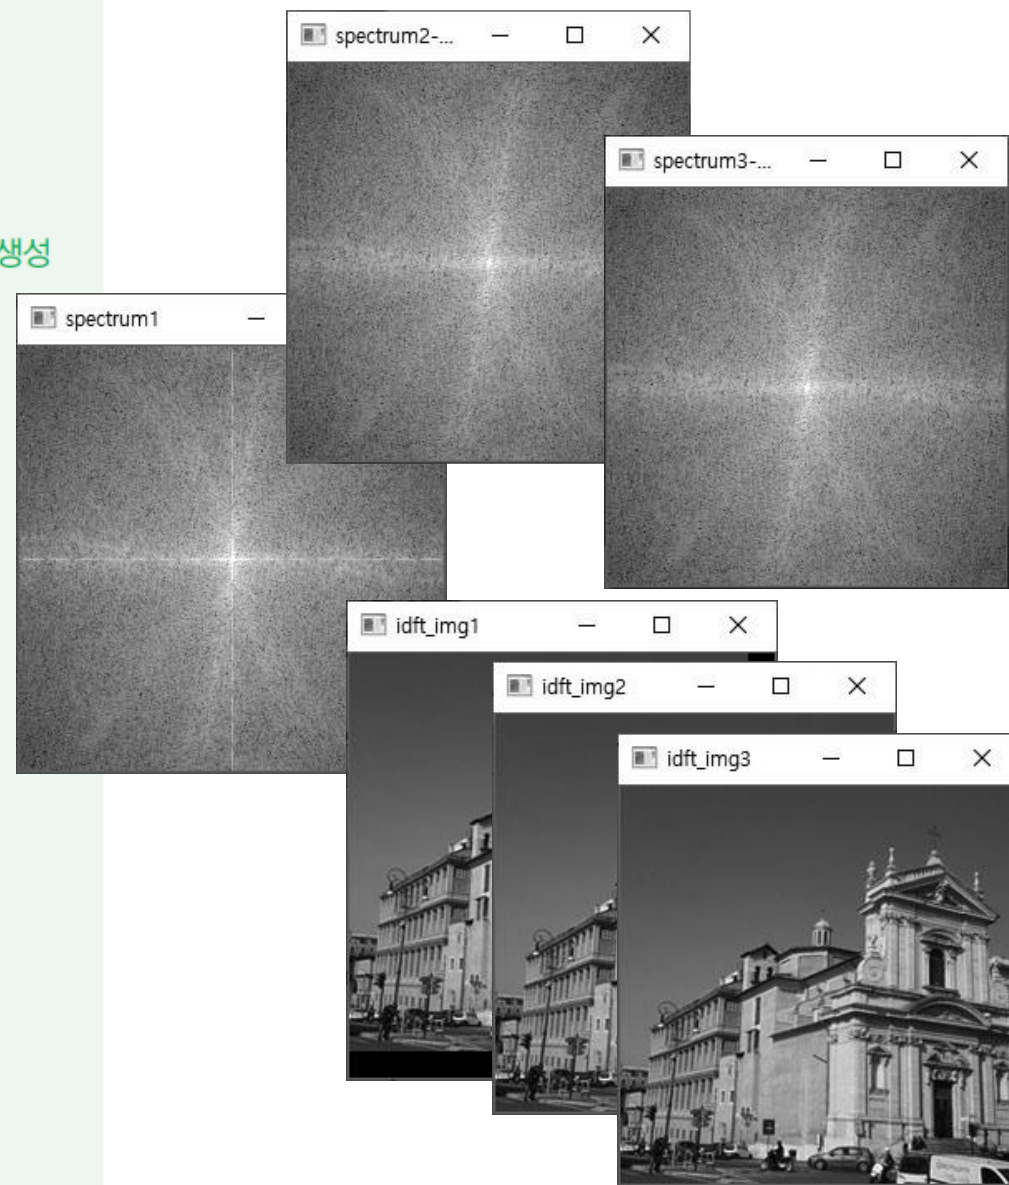 spectrum2-...
spectrum3-...
생성
spectrum1
idft_img1
idft_img2
idft_img3